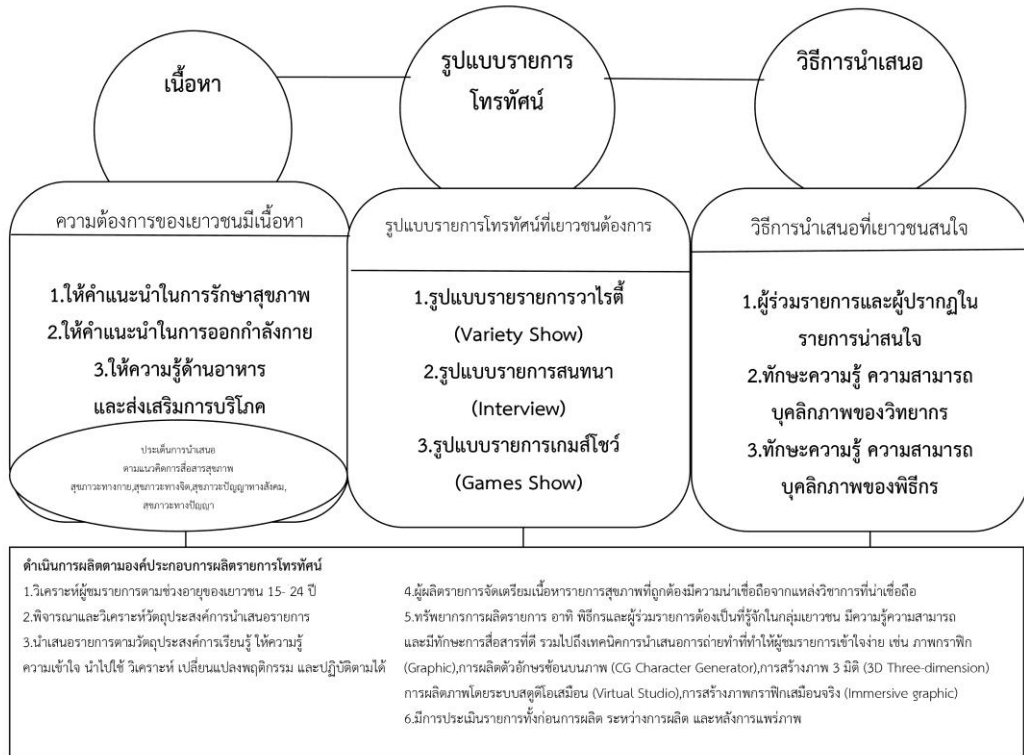 เนื้อหา
รูปแบบรายการ
โทรทัศน์
วิธีการนำเสนอ
ความต้องการของเยาวชนมีเนื้อหา
1.ให้คำแนะนำในการรักษาสุขภาพ
2.ให้คำแนะนำในการออกกำลังกาย
3.ให้ความรู้ด้านอาหาร
และส่งเสริมการบริโภค
ประเด็นการนำเสนอ
ตามแนวคิดการสื่อสารสุขภาพ
สุขภาวะทางกาย,สุขภาวะทางจิต,สุขภาวะปัญญาทางสังคม,
สุขภาวะทางปัญญา
รูปแบบรายการโทรทัศน์ที่เยาวชนต้องการ
1.รูปแบบรายรายการวาไรตี้
(Variety Show)
2.รูปแบบรายการสนทนา
(Interview)
3.รูปแบบรายการเกมส์โชว์
(Games Show)
วิธีการนำเสนอที่เยาวชนสนใจ
1.ผู้ร่วมรายการและผู้ปรากฏใน
รายการน่าสนใจ
2.ทักษะความรู้ ความสามารถ
บุคลิกภาพของวิทยากร
3.ทักษะความรู้ ความสามารถ
บุคลิกภาพของพิธีกร
ดำเนินการผลิตตามองค์ประกอบการผลิตรายการโทรทัศน์
1.วิเคราะห์ผู้ชมรายการตามช่วงอายุของเยาวชน 15- 24 ปี
2.พิจารณาและวิเคราะห์วัตถุประสงค์การนำเสนอรายการ
3.นำเสนอรายการตามวัตถุประสงค์การเรียนรู้ ให้ความรู้
ความเข้าใจ นำไปใช้ วิเคราะห์ เปลี่ยนแปลงพฤติกรรม และปฏิบัติตามได้
4.ผู้ผลิตรายการจัดเตรียมเนื้อหารายการสุขภาพที่ถูกต้องมีความน่าเชื่อถือจากแหล่งวิชาการที่น่าเชื่อถือ
5.ทรัพยากรการผลิตรายการ อาทิ พิธีกรและผู้ร่วมรายการต้องเป็นที่รู้จักในกลุ่มเยาวชน มีความรู้ความสามารถ
และมีทักษะการสื่อสารที่ดี รวมไปถึงเทคนิคการนำเสนอการถ่ายทำที่ทำให้ผู้ชมรายการเข้าใจง่าย เช่น ภาพกราฟิก
(Graphic),การผลิตตัวอักษรซ้อนบนภาพ (CG Character Generator),การสร้างภาพ 3 มิติ (3D Three-dimension)
การผลิตภาพโดยระบบสตูดิโอเสมือน (Virtual Studio),การสร้างภาพกราฟิกเสมือนจริง (Immersive graphic)
6.มีการประเมินรายการทั้งก่อนการผลิต ระหว่างการผลิต และหลังการแพร่ภาพ